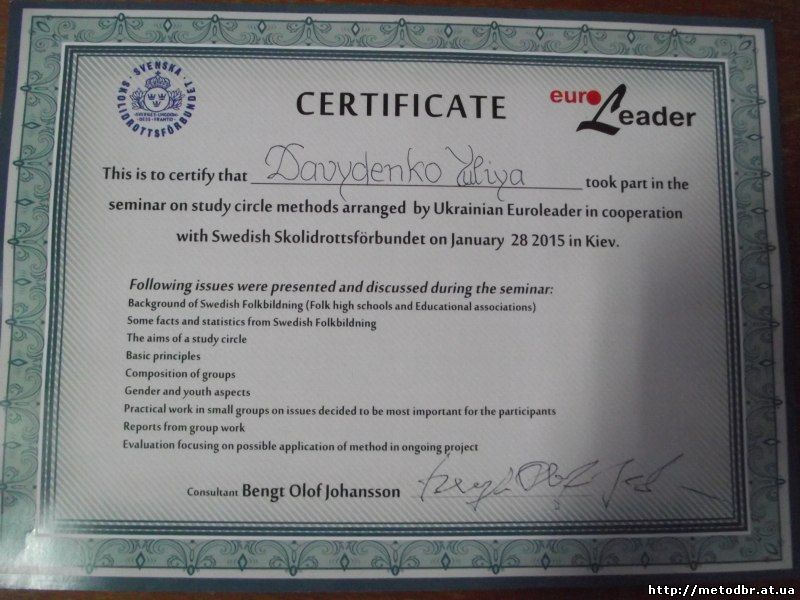 SVENSKA
SKOLIDROTTSFÖRBUNDET
CERTIFICATE
euro Leader
This is to certify that Davydenko Yuliya took part in the
seminar on study circle methods arranged by Ukrainian Euroleader in cooperation
with Swedish Skolidrottsförbundet on January 28 2015 in Kiev.
Following issues were presented and discussed during the seminar:
Background of Swedish Folkbildning (Folk high schools and Educational associations)
Some facts and statistics from Swedish Folkbildning
The aims of a study circle
Basic principles
Composition of groups
Gender and youth aspects
Practical work in small groups on issues decided to be most important for the participants
Reports from group work
Evaluation focusing on possible application of method in ongoing project
Consultant Bengt Olof Johansson
http://metodbr.at.ua